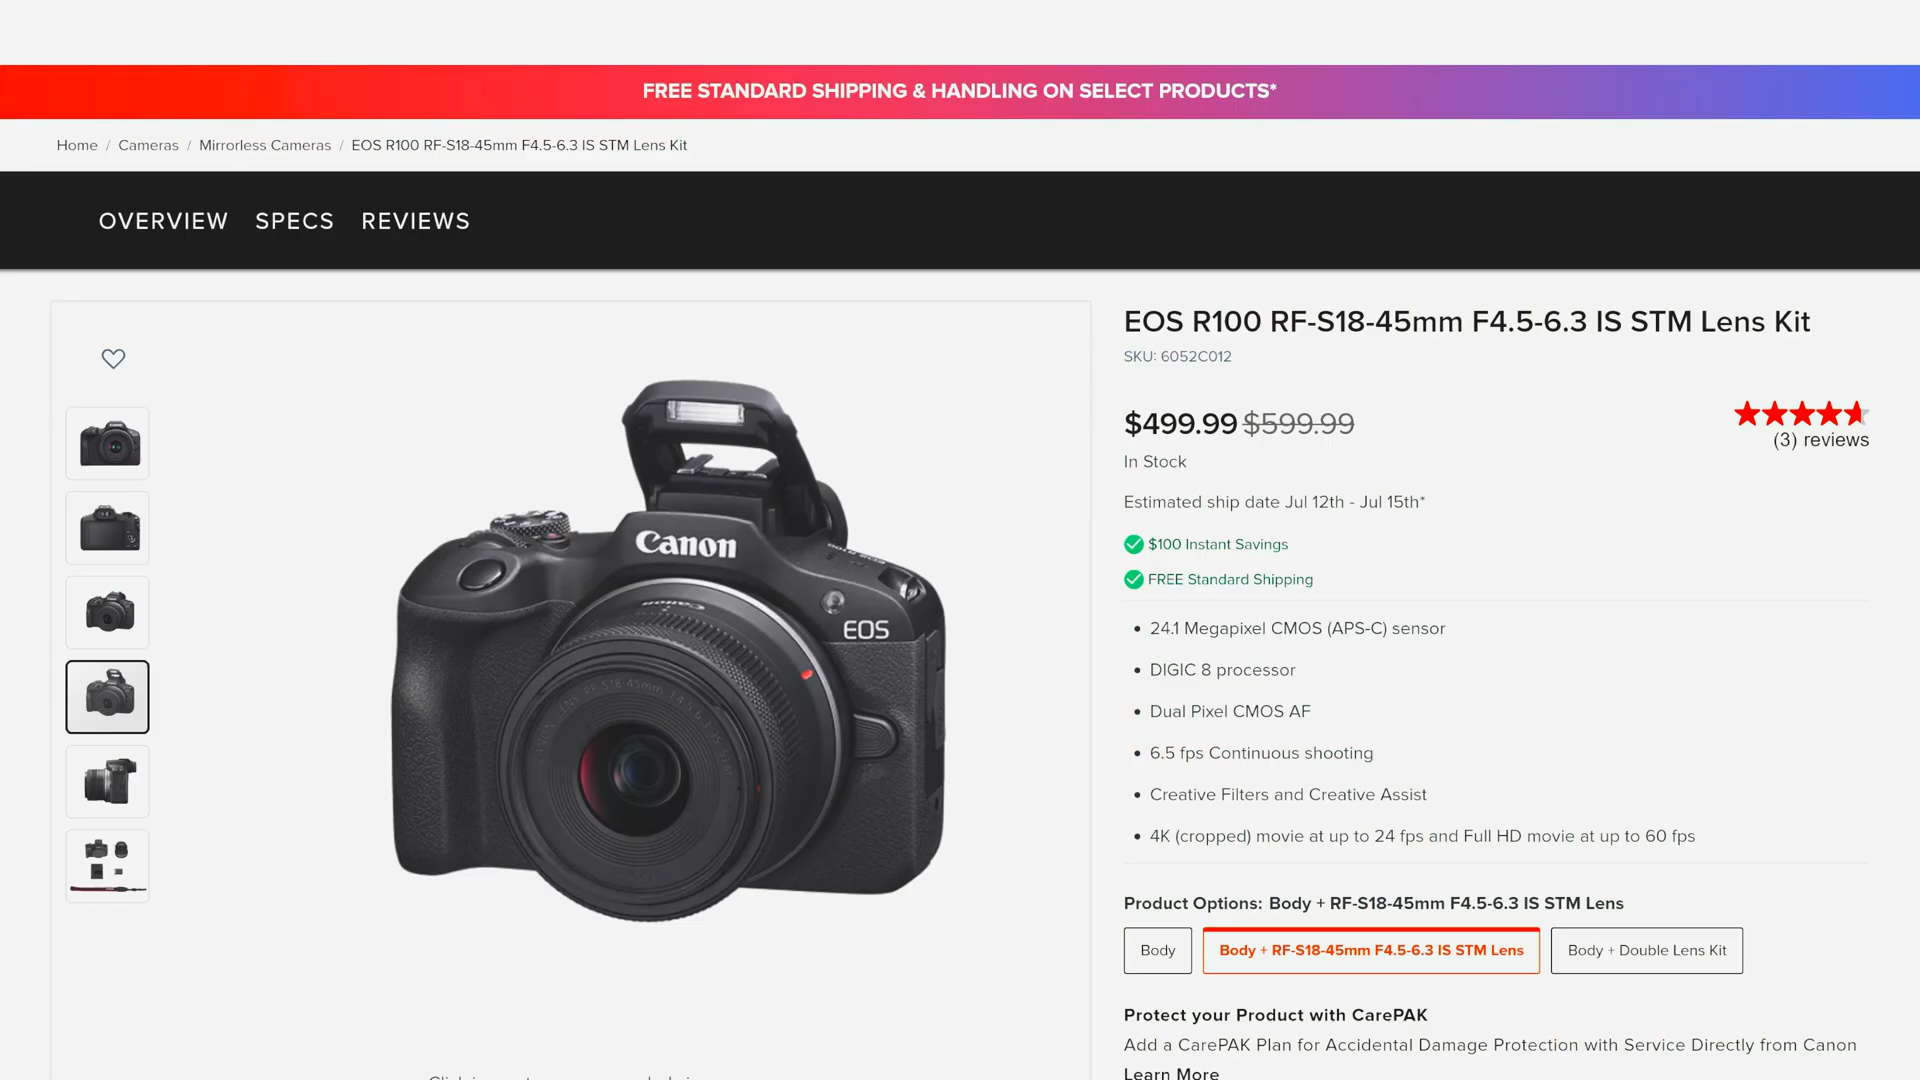 FREE STANDARD SHIPPING & HANDLING ON SELECT PRODUCTS*
Home / Cameras / Mirrorless Cameras / EOS R100 RF-S18-45mm F4.5-6.3 IS STM Lens Kit
OVERVIEW SPECS REVIEWS
EOS R100 RF-S18-45mm F4.5-6.3 IS STM Lens Kit
SKU: 6052C012
$499.99 $599.99
(3) reviews
In Stock
Estimated ship date Jul 12th - Jul 15th*
$100 Instant Savings
FREE Standard Shipping
• 24.1 Megapixel CMOS (APS-C) sensor
• DIGIC 8 processor
• Dual Pixel CMOS AF
• 6.5 fps Continuous shooting
• Creative Filters and Creative Assist
• 4K (cropped) movie at up to 24 fps and Full HD movie at up to 60 fps
Product Options: Body + RF-S18-45mm F4.5-6.3 IS STM Lens
Body
Body + RF-S18-45mm F4.5-6.3 IS STM Lens
Body + Double Lens Kit
Protect your Product with CarePAK
Add a CarePAK Plan for Accidental Damage Protection with Service Directly from Canon
Learn More
Canon
EOS
Canon